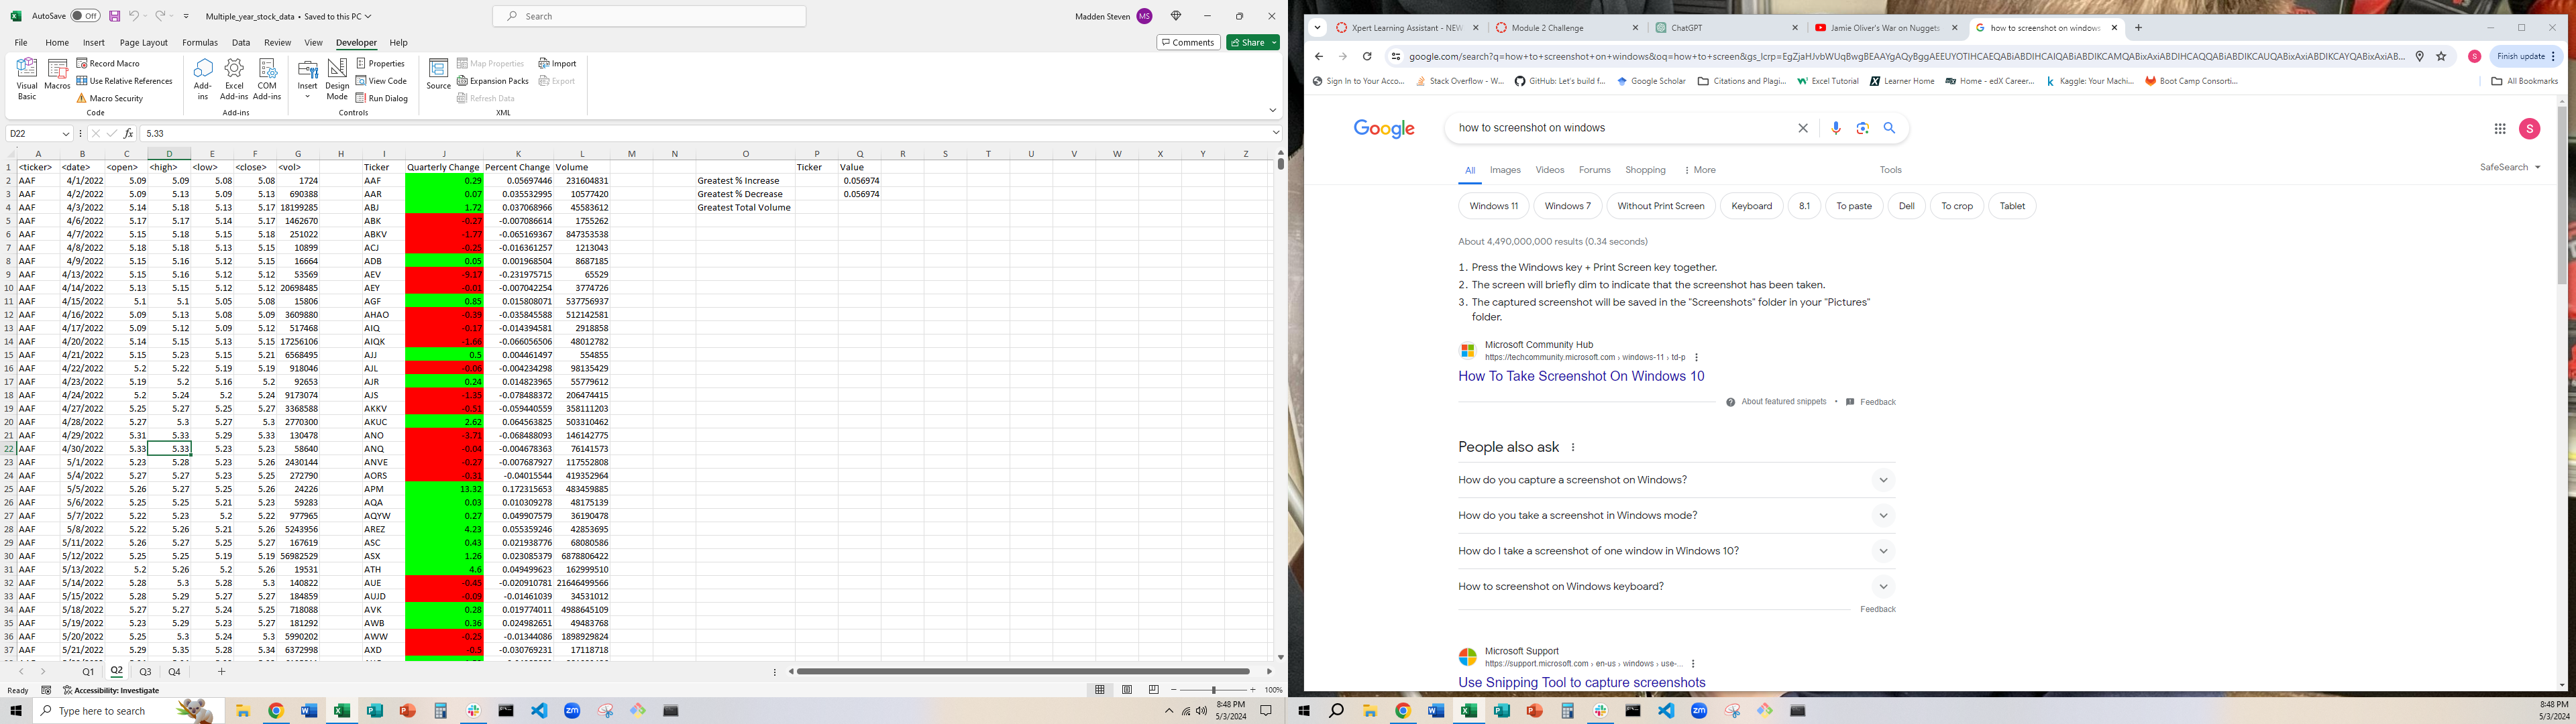 AutoSave Off Multiple_year_stock_data • Saved to this PC Search Madden Steven MS
File Home Insert Page Layout Formulas Data Review View Developer Help Comments Share
Visual Basic Macros Record Macro Use Relative References Macro Security Code
Add-ins Excel Add-ins COM Add-ins Add-ins
Insert Design Mode Properties View Code Run Dialog Controls
Source Map Properties Expansion Packs Refresh Data Import Export XML
D22 fx 5.33
A B C D E F G H I J K L M N O P Q R S T U V W X Y Z
1 <ticker> <date> <open> <high> <low> <close> <vol> Ticker Quarterly Change Percent Change Volume Ticker Value
2 AAF 4/1/2022 5.09 5.09 5.08 5.08 1724 AAF 0.29 0.05697446 231604831 Greatest % Increase 0.056974
3 AAF 4/2/2022 5.09 5.13 5.09 5.13 690388 AAR 0.07 0.035532995 10577420 Greatest % Decrease 0.056974
4 AAF 4/3/2022 5.14 5.18 5.13 5.17 18199285 ABJ 1.72 0.037068966 45583612 Greatest Total Volume
5 AAF 4/6/2022 5.17 5.17 5.14 5.17 1462670 ABK -0.27 -0.007086614 1755262
6 AAF 4/7/2022 5.15 5.18 5.15 5.18 251022 ABKV -1.77 -0.065169367 847353538
7 AAF 4/8/2022 5.18 5.18 5.13 5.15 10899 ACJ -0.25 -0.016361257 1213043
8 AAF 4/9/2022 5.15 5.16 5.12 5.15 16664 ADB 0.05 0.001968504 8687185
9 AAF 4/13/2022 5.15 5.16 5.12 5.12 53569 AEV -9.17 -0.231975715 65529
10 AAF 4/14/2022 5.13 5.15 5.12 5.12 20698485 AEY -0.01 -0.007042254 3774726
11 AAF 4/15/2022 5.1 5.1 5.05 5.08 15806 AGF 0.85 0.015808071 537756937
12 AAF 4/16/2022 5.09 5.13 5.08 5.09 3609880 AHAO -0.39 -0.035845588 512142581
13 AAF 4/17/2022 5.09 5.12 5.09 5.12 517468 AIQ -0.17 -0.014394581 2918858
14 AAF 4/20/2022 5.14 5.15 5.13 5.15 17256106 AIQK -1.66 -0.066056506 48012782
15 AAF 4/21/2022 5.15 5.23 5.15 5.21 6568495 AJJ 0.5 0.004461497 554855
16 AAF 4/22/2022 5.2 5.22 5.19 5.19 918046 AJL -0.06 -0.004234298 98135429
17 AAF 4/23/2022 5.19 5.2 5.16 5.2 92653 AJR 0.24 0.014823965 55779612
18 AAF 4/24/2022 5.2 5.24 5.2 5.24 9173074 AJS -1.35 -0.078488372 206474415
19 AAF 4/27/2022 5.25 5.27 5.25 5.27 3368588 AKKV -0.51 -0.059440559 358111203
20 AAF 4/28/2022 5.27 5.3 5.27 5.3 2770300 AKUC 2.62 0.064563825 503310462
21 AAF 4/29/2022 5.31 5.33 5.29 5.33 130478 ANO -3.71 -0.068488093 146142775
22 AAF 4/30/2022 5.33 5.33 5.23 5.23 58640 ANQ -0.04 -0.004678363 76141573
23 AAF 5/1/2022 5.23 5.28 5.23 5.26 2430144 ANVE -0.27 -0.007687927 117552808
24 AAF 5/4/2022 5.27 5.27 5.23 5.25 272790 AORS -0.31 -0.04015544 419352964
25 AAF 5/5/2022 5.26 5.27 5.25 5.26 24226 APM 13.32 0.172315653 483459885
26 AAF 5/6/2022 5.25 5.25 5.21 5.23 59283 AQA 0.03 0.010309278 48175139
27 AAF 5/7/2022 5.22 5.23 5.2 5.22 977965 AQYW 0.27 0.049907579 36190478
28 AAF 5/8/2022 5.22 5.26 5.21 5.26 5243956 AREZ 4.23 0.055359246 42853695
29 AAF 5/11/2022 5.26 5.27 5.25 5.27 167619 ASC 0.43 0.021938776 68080586
30 AAF 5/12/2022 5.25 5.25 5.19 5.19 56982529 ASX 1.26 0.023085379 6878806422
31 AAF 5/13/2022 5.2 5.26 5.2 5.26 19531 ATH 4.6 0.049499623 162999510
32 AAF 5/14/2022 5.28 5.3 5.28 5.3 140822 AUE -0.45 -0.020910781 21646499566
33 AAF 5/15/2022 5.28 5.29 5.27 5.27 184859 AUJD -0.09 -0.01461039 34531012
34 AAF 5/18/2022 5.27 5.27 5.24 5.25 718088 AVK 0.28 0.019774011 4988645109
35 AAF 5/19/2022 5.23 5.29 5.23 5.27 181292 AWB 0.36 0.024982651 49483768
36 AAF 5/20/2022 5.25 5.3 5.24 5.3 5990202 AWW -0.25 -0.01344086 1898929824
37 AAF 5/21/2022 5.29 5.35 5.28 5.34 6372998 AXD -0.5 -0.030769231 17118718
Q1 Q2 Q3 Q4 +
Ready Accessibility: Investigate 100%
Type here to search 8:48 PM 5/3/2024
Xpert Learning Assistant - NEW Module 2 Challenge ChatGPT Jamie Oliver's War on Nuggets how to screenshot on windows
google.com/search?q=how+to+screenshot+on+windows&oq=how+to+screen&gs_lcrp= S Finish update
Sign In to Your Acco... Stack Overflow - W... GitHub: Let's build f... Google Scholar Citations and Plagi... Excel Tutorial Learner Home Home - edX Career... Kaggle: Your Machi... Boot Camp Consorti... All Bookmarks
Google how to screenshot on windows S
All Images Videos Forums Shopping More Tools SafeSearch
Windows 11 Windows 7 Without Print Screen Keyboard 8.1 To paste Dell To crop Tablet
About 4,490,000,000 results (0.34 seconds)
1. Press the Windows key + Print Screen key together.
2. The screen will briefly dim to indicate that the screenshot has been taken.
3. The captured screenshot will be saved in the "Screenshots" folder in your "Pictures"
folder.
Microsoft Community Hub
https://techcommunity.microsoft.com › windows-11 › td-p
How To Take Screenshot On Windows 10
About featured snippets • Feedback
People also ask
How do you capture a screenshot on Windows?
How do you take a screenshot in Windows mode?
How do I take a screenshot of one window in Windows 10?
How to screenshot on Windows keyboard?
Feedback
Microsoft Support
https://support.microsoft.com › en-us › windows › use-...
Use Snipping Tool to capture screenshots
8:48 PM
5/3/2024